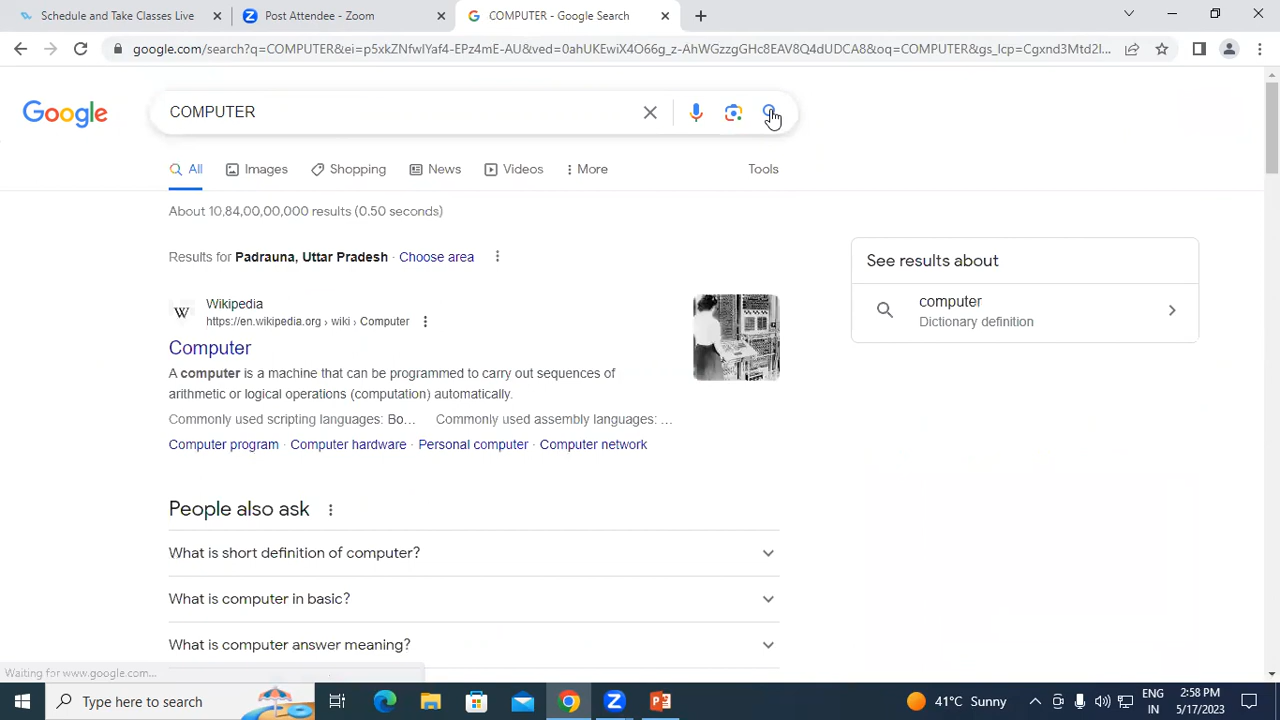 Schedule and Take Classes Live
Post Attendee - Zoom
COMPUTER - Google Search
google.com/search?q=COMPUTER&ei=p5xkZNfwIYaf4-EPz4mE-AU&ved=0ahUKEwiX4O66g_z-AhWGzzgGHc8EAV8Q4dUDCA8&oq=COMPUTER&gs_lcp=Cgxnd3Mtd2l...
Google
COMPUTER
All
Images
Shopping
News
Videos
More
Tools
About 10,84,00,00,000 results (0.50 seconds)
Results for Padrauna, Uttar Pradesh · Choose area
See results about
computer
Dictionary definition
W
Wikipedia
https://en.wikipedia.org › wiki › Computer
Computer
A computer is a machine that can be programmed to carry out sequences of
arithmetic or logical operations (computation) automatically.
Commonly used scripting languages: Bo... Commonly used assembly languages: ...
Computer program · Computer hardware · Personal computer · Computer network
People also ask
What is short definition of computer?
What is computer in basic?
What is computer answer meaning?
Waiting for www.google.com...
Type here to search
41°C Sunny
ENG
IN
2:58 PM
5/17/2023